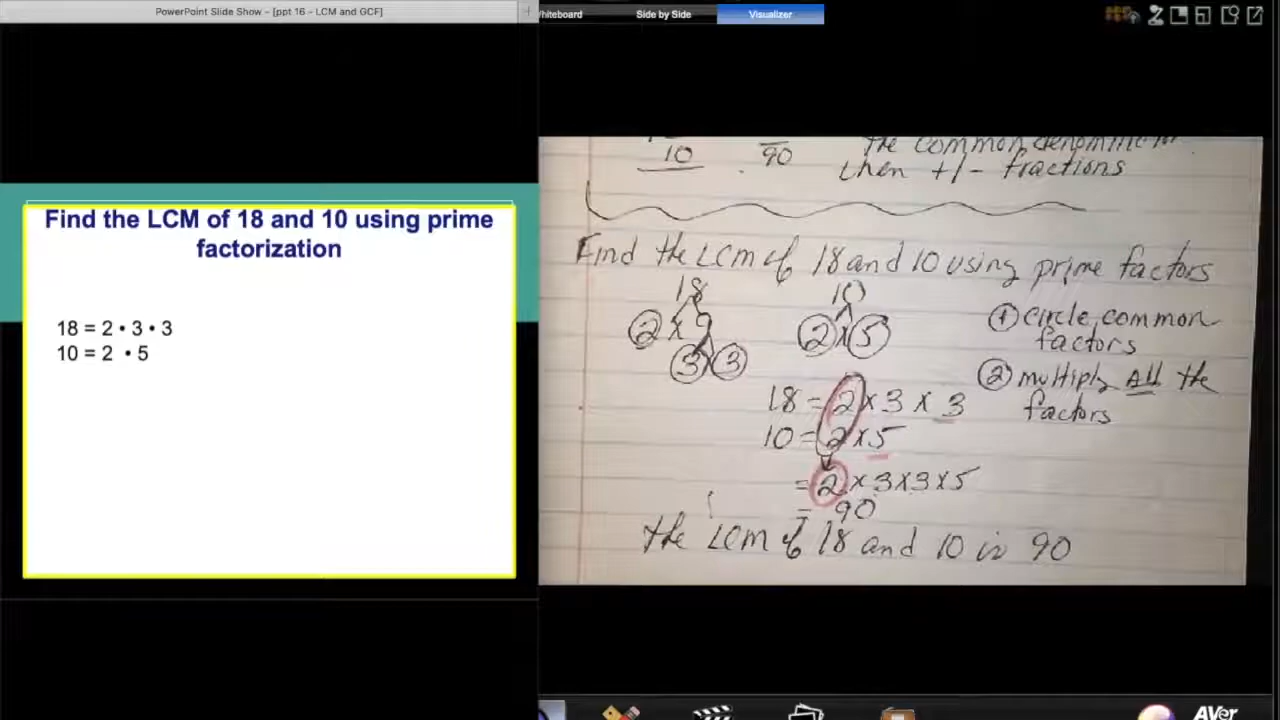 PowerPoint Slide Show - [ppt 16 - LCM and GCF]
Whiteboard
Side by Side
Visualizer
Find the LCM of 18 and 10 using prime
factorization
18 = 2 • 3 • 3
10 = 2 • 5
10
90
the common denominator
then +/- fractions
Find the LCM of 18 and 10 using prime factors
18
10
2 x 9
2 x 5
3 3
① circle common
factors
② multiply All the
factors
18 = 2 x 3 x 3
10 = 2 x 5
= 2 x 3 x 3 x 5
= 90
the LCM of 18 and 10 is 90
AVer